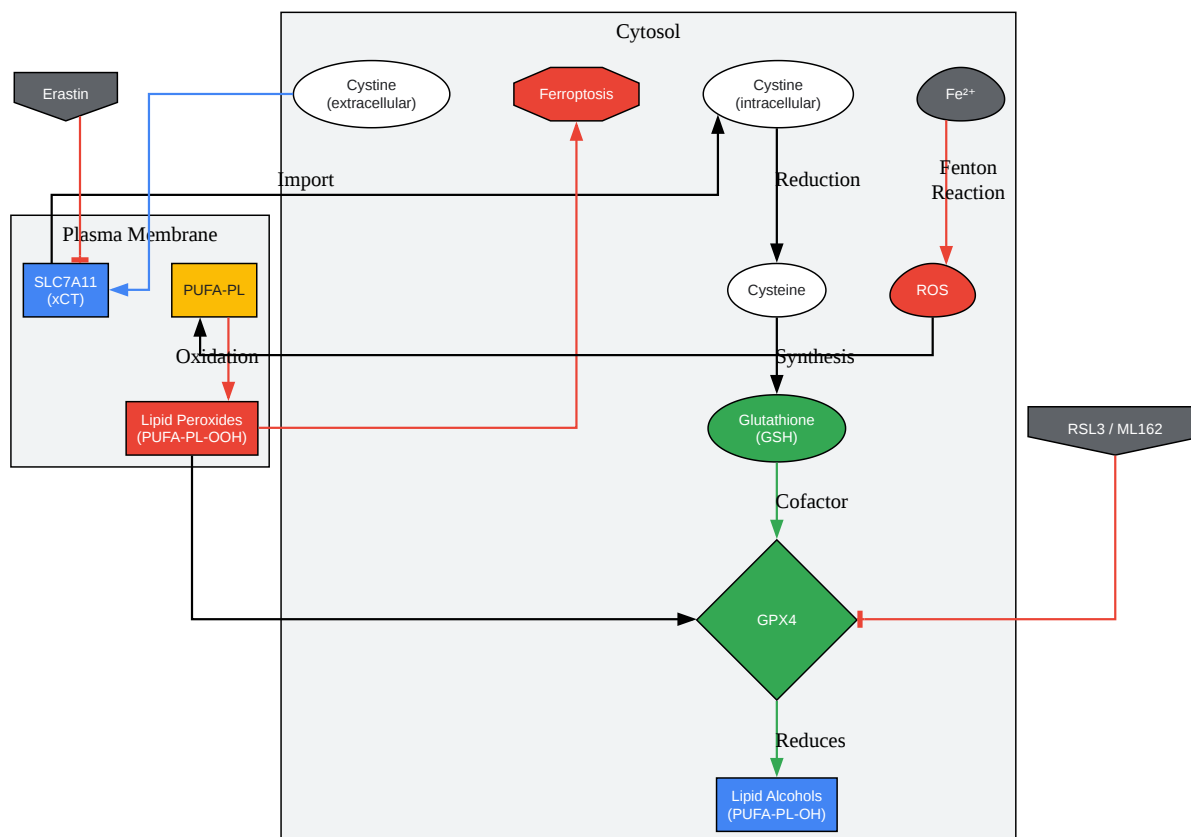 Cytosol
Erastin
Cystine
(extracellular)
Ferroptosis
Cystine
(intracellular)
Fe²⁺
Import
Reduction
Fenton
Reaction
Plasma Membrane
SLC7A11
(xCT)
PUFA-PL
Cysteine
ROS
Oxidation
Synthesis
Lipid Peroxides
(PUFA-PL-OOH)
Glutathione
(GSH)
RSL3 / ML162
Cofactor
GPX4
Reduces
Lipid Alcohols
(PUFA-PL-OH)